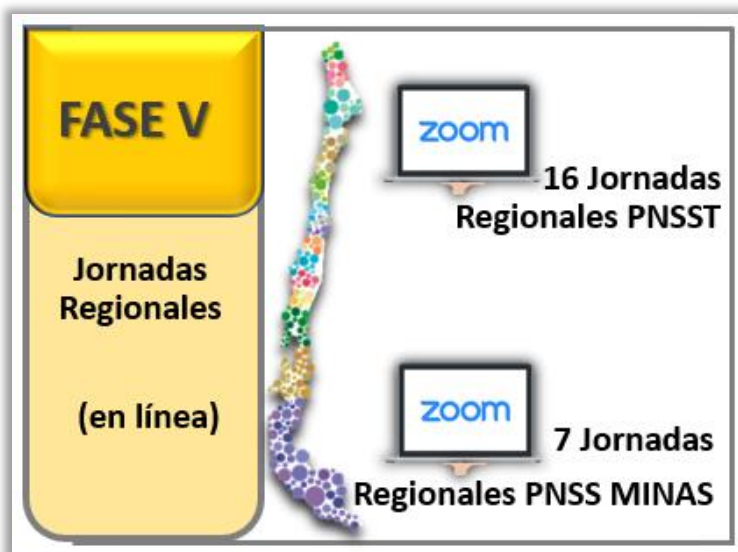 FASE V
Jornadas
Regionales
(en línea)
zoom
16 Jornadas
Regionales PNSST
zoom
7 Jornadas
Regionales PNSS MINAS